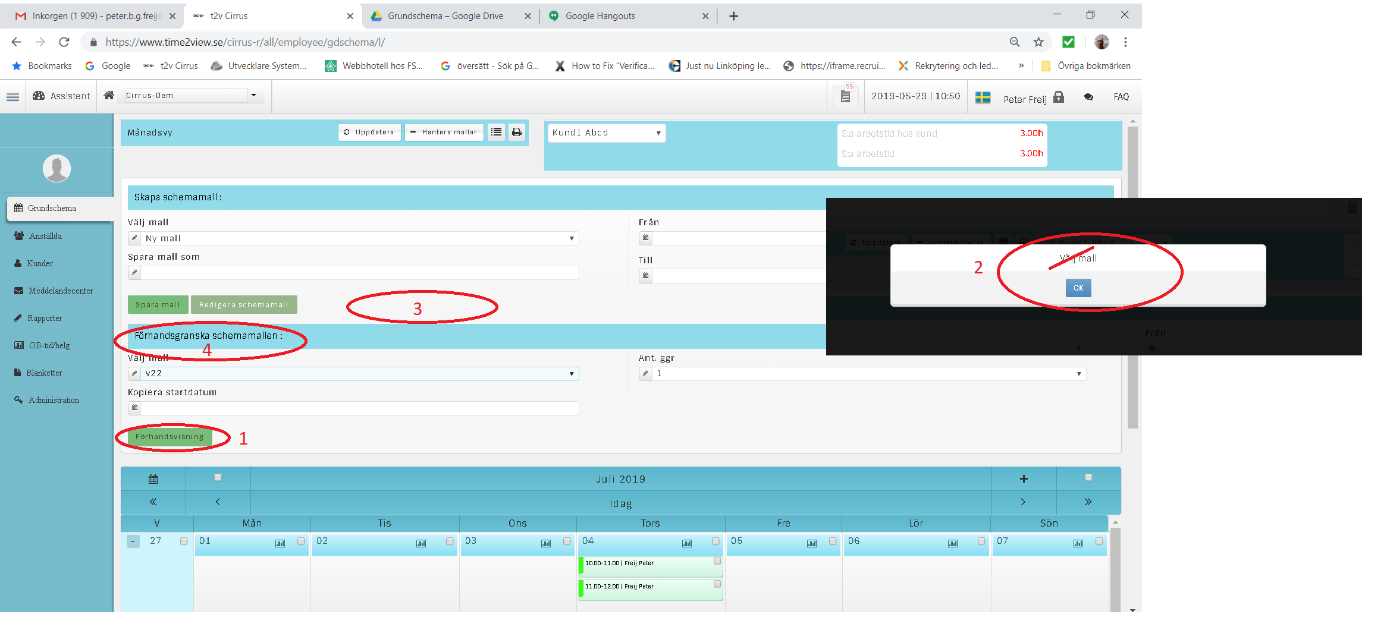 Inkorgen (1 909) - peter.b.g.freij
t2v Cirrus
Grundschema – Google Drive
Google Hangouts
https://www.time2view.se/cirrus-r/all/employee/gdschema/l/
Bookmarks Google t2v Cirrus Utvecklare System... Webbhotell hos FS... översätt - Sök på G... How to Fix "Verifica... Just nu Linköping le... https://iframe.recrui... Rekrytering och led... » Övriga bokmärken
Assistent Cirrus-Dem 55 2019-05-29 | 10:50 Peter Freij FAQ
Månadsvy Uppdatera Hantera mallar Kund1 Abcd S:a arbetstid hos kund 3.00h
S:a arbetstid 3.00h
Grundschema
Anställda
Kunder
Meddelandecenter
Rapporter
OB-tid/helg
Blanketter
Administration
Skapa schemamall :
Välj mall Från
Ny mall
Spara mall som Till
Spara mall Redigera schemamall 3
Förhandsgranska schemamallen :
4
Välj mall Ant. ggr
v22 1
Kopiera startdatum
Förhandsvisning 1
Uppdatera
2 Välj mall
OK
Från
Juli 2019 +
« < Idag > »
V Mån Tis Ons Tors Fre Lör Sön
- 27 01 02 03 04 05 06 07
10.00-11.00 | Freij Peter
11.00-12.00 | Freij Peter